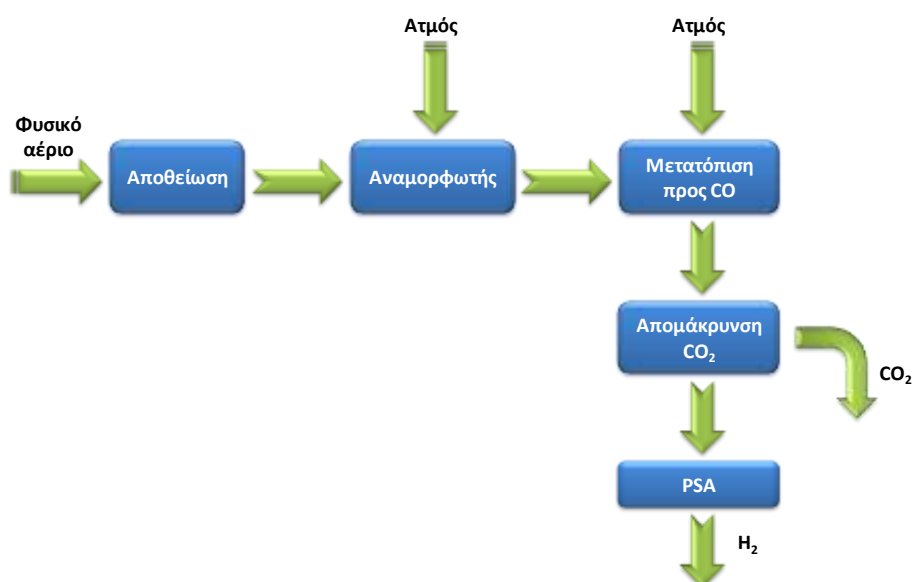 Ατμός
Ατμός
Φυσικό
αέριο
Αποθείωση
Αναμορφωτής
Μετατόπιση
προς CO
Απομάκρυνση
CO₂
CO₂
PSA
H₂